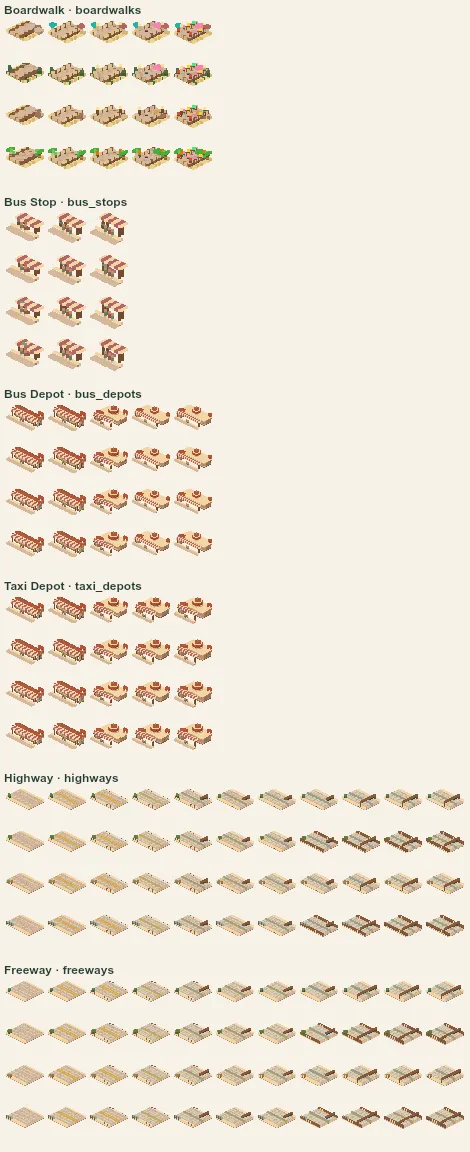 Boardwalk · boardwalks
Bus Stop · bus_stops
Bus Depot · bus_depots
Taxi Depot · taxi_depots
Highway · highways
Freeway · freeways